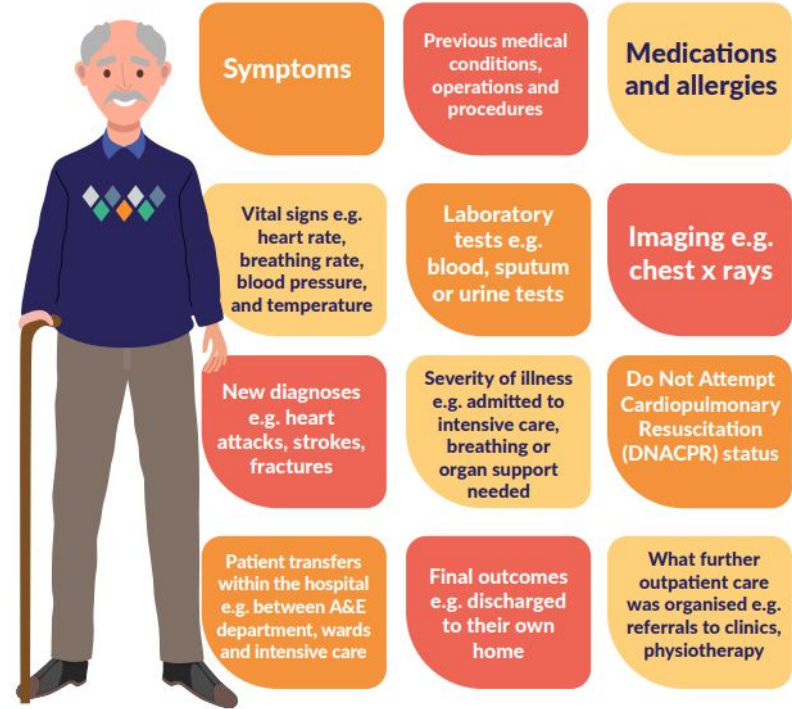 Symptoms
Previous medical
conditions,
operations and
procedures
Medications
and allergies
Vital signs e.g.
heart rate,
breathing rate,
blood pressure,
and temperature
Laboratory
tests e.g.
blood, sputum
or urine tests
Imaging e.g.
chest x rays
New diagnoses
e.g. heart
attacks, strokes,
fractures
Severity of illness
e.g. admitted to
intensive care,
breathing or
organ support
needed
Do Not Attempt
Cardiopulmonary
Resuscitation
(DNACPR) status
Patient transfers
within the hospital
e.g. between A&E
department, wards
and intensive care
Final outcomes
e.g. discharged
to their own
home
What further
outpatient care
was organised e.g.
referrals to clinics,
physiotherapy